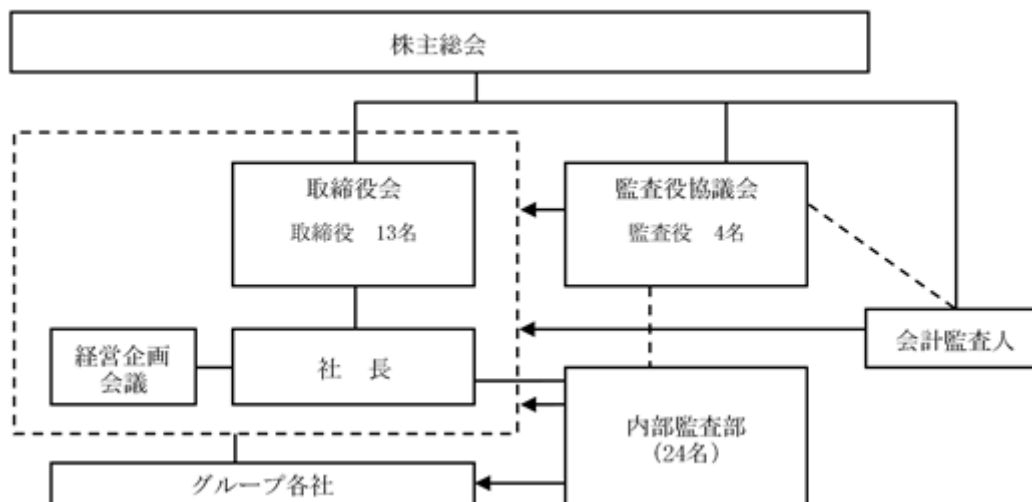 株主総会
取締役会
取締役　13名
監査役協議会
監査役　4名
会計監査人
経営企画
会議
社　長
内部監査部
（24名）
グループ各社